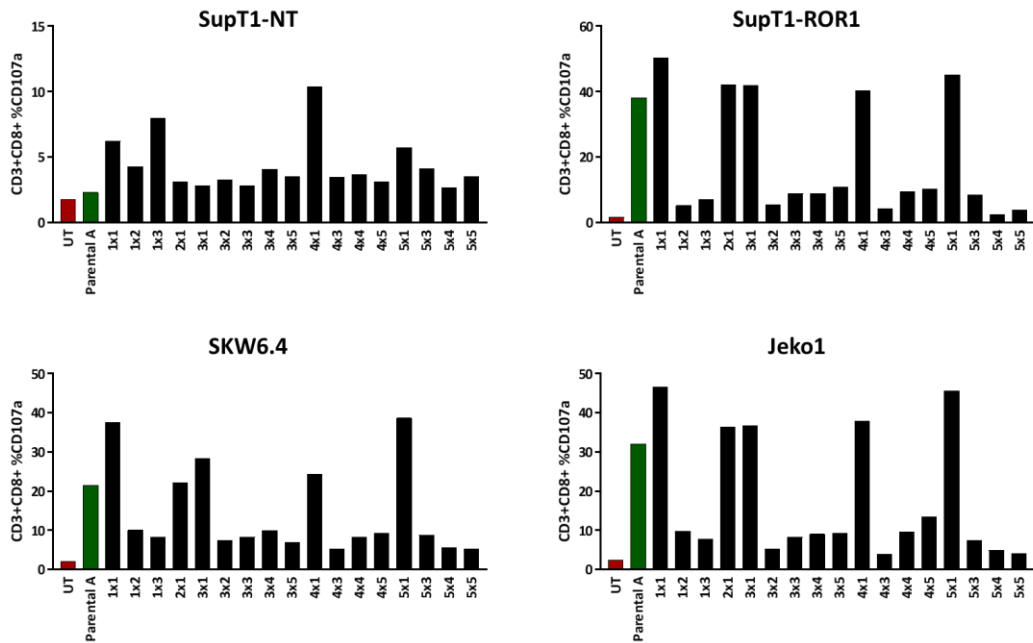 SupT1-NT
CD3+CD8+ %CD107a
15
10
5
0
UT
Parental A
1x1
1x2
1x3
2x1
3x1
3x2
3x3
3x4
3x5
4x1
4x3
4x4
4x5
5x1
5x3
5x4
5x5
SupT1-ROR1
CD3+CD8+ %CD107a
60
40
20
0
UT
Parental A
1x1
1x2
1x3
2x1
3x1
3x2
3x3
3x4
3x5
4x1
4x3
4x4
4x5
5x1
5x3
5x4
5x5
SKW6.4
CD3+CD8+ %CD107a
50
40
30
20
10
0
UT
Parental A
1x1
1x2
1x3
2x1
3x1
3x2
3x3
3x4
3x5
4x1
4x3
4x4
4x5
5x1
5x3
5x4
5x5
Jeko1
CD3+CD8+ %CD107a
50
40
30
20
10
0
UT
Parental A
1x1
1x2
1x3
2x1
3x1
3x2
3x3
3x4
3x5
4x1
4x3
4x4
4x5
5x1
5x3
5x4
5x5